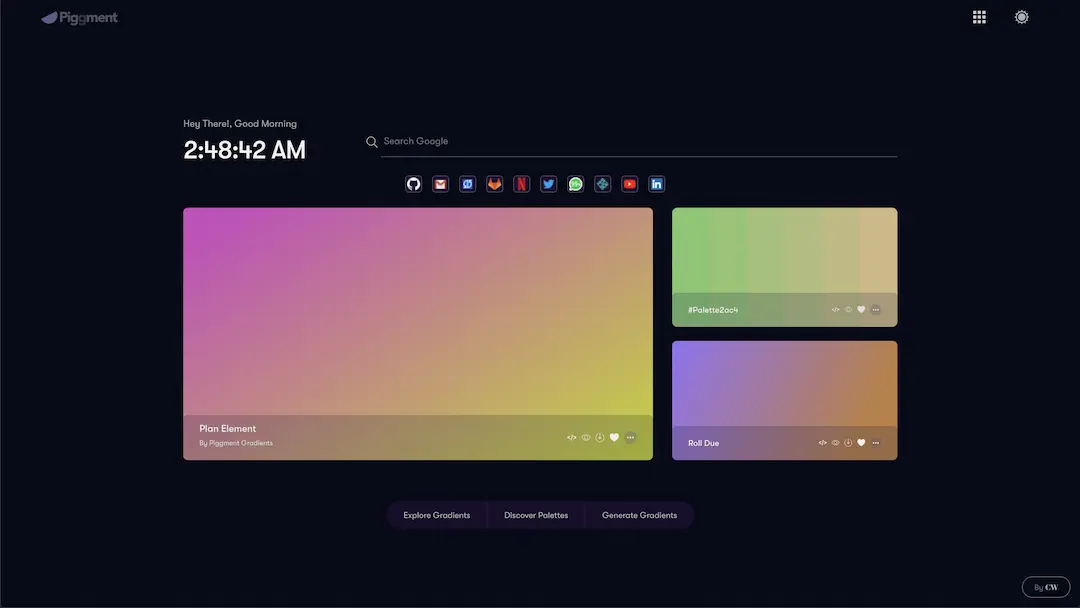 Piggment
Hey There!, Good Morning
2:48:42 AM
Search Google
#Palette2ac4
Plan Element
By Piggment Gradients
Roll Due
Explore Gradients
Discover Palettes
Generate Gradients
By CW